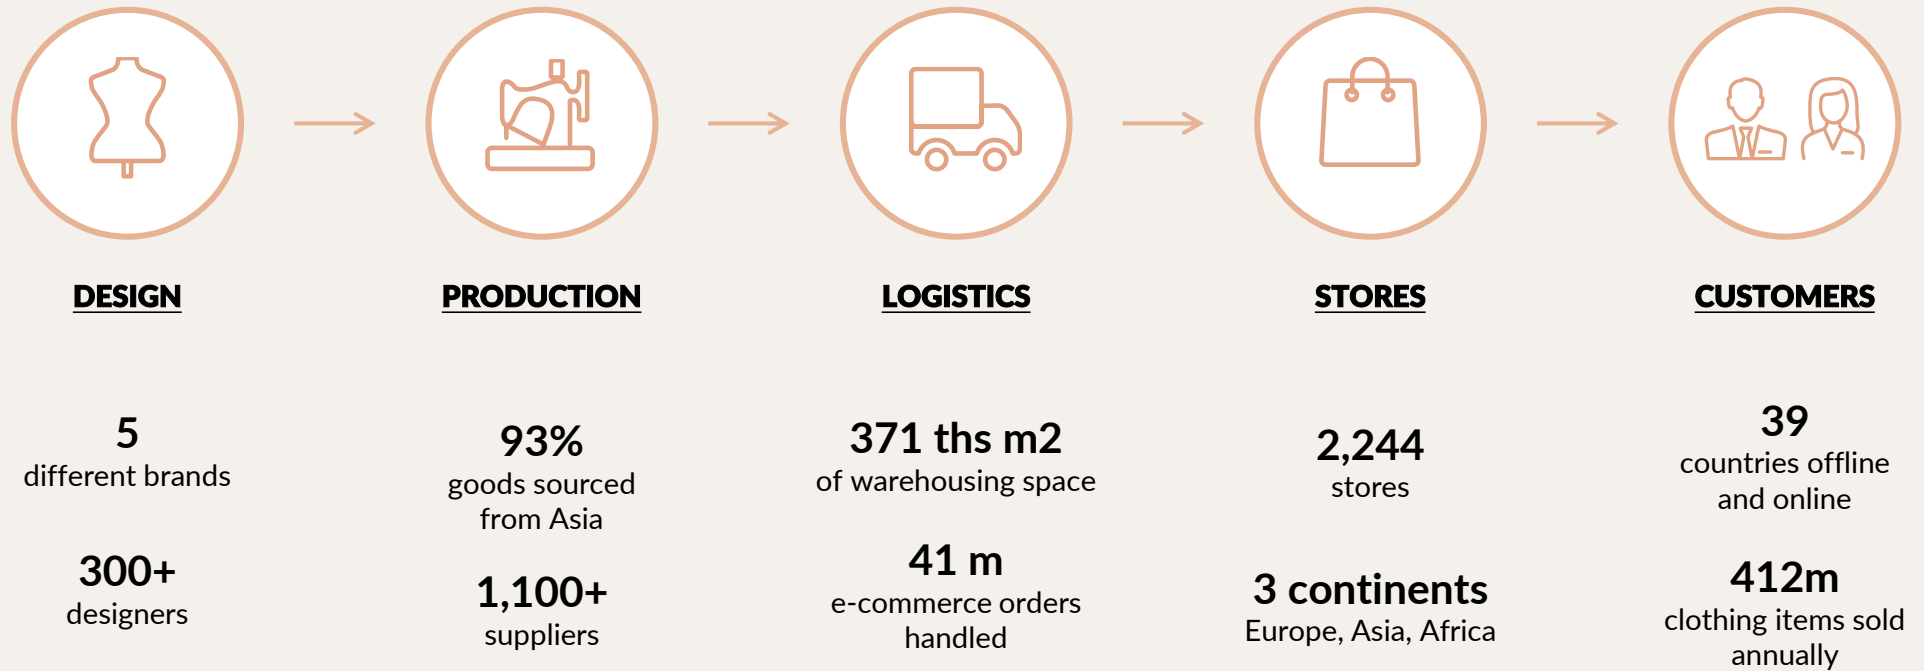 DESIGN
5
different brands
300+
designers
PRODUCTION
93%
goods sourced
from Asia
1,100+
suppliers
LOGISTICS
371 ths m2
of warehousing space
41 m
e-commerce orders
handled
STORES
2,244
stores
3 continents
Europe, Asia, Africa
CUSTOMERS
39
countries offline
and online
412m
clothing items sold
annually